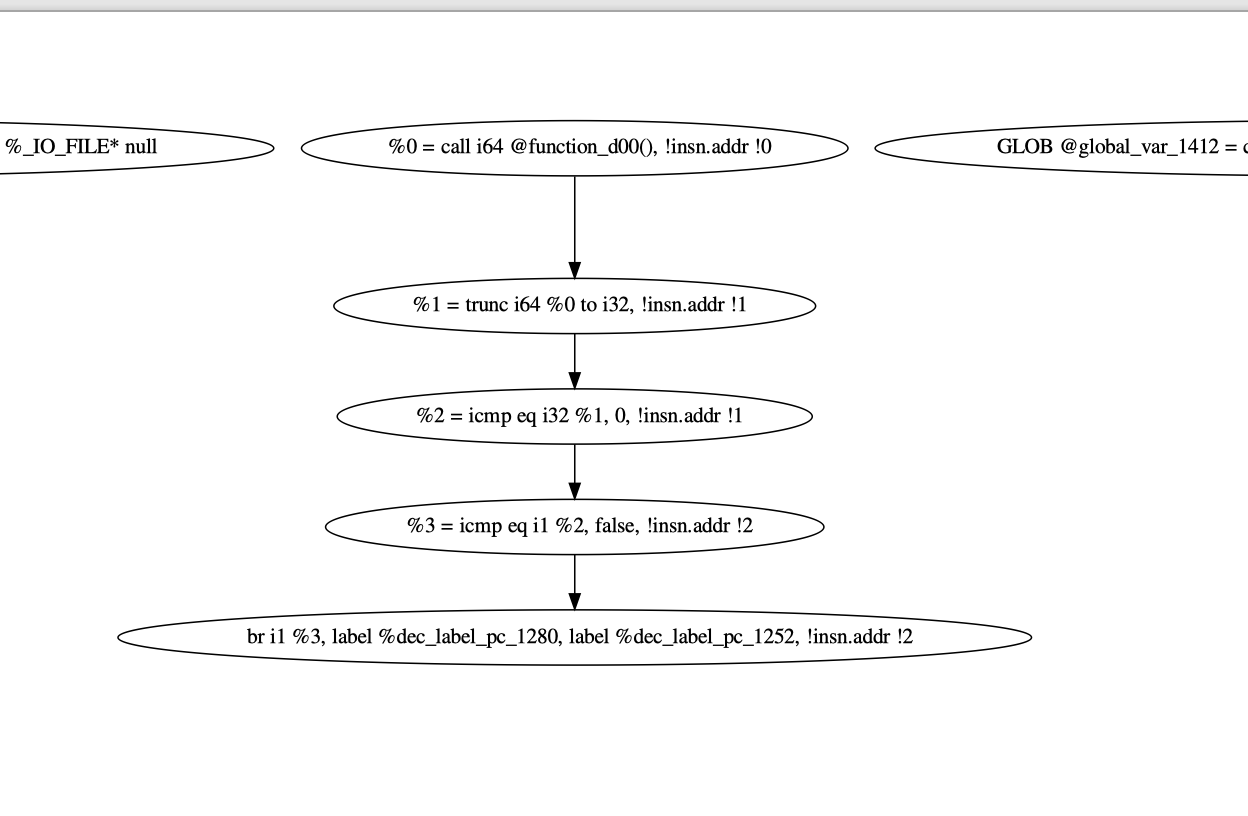 %_IO_FILE* null
%0 = call i64 @function_d00(), !insn.addr !0
GLOB @global_var_1412 = c
%1 = trunc i64 %0 to i32, !insn.addr !1
%2 = icmp eq i32 %1, 0, !insn.addr !1
%3 = icmp eq i1 %2, false, !insn.addr !2
br i1 %3, label %dec_label_pc_1280, label %dec_label_pc_1252, !insn.addr !2